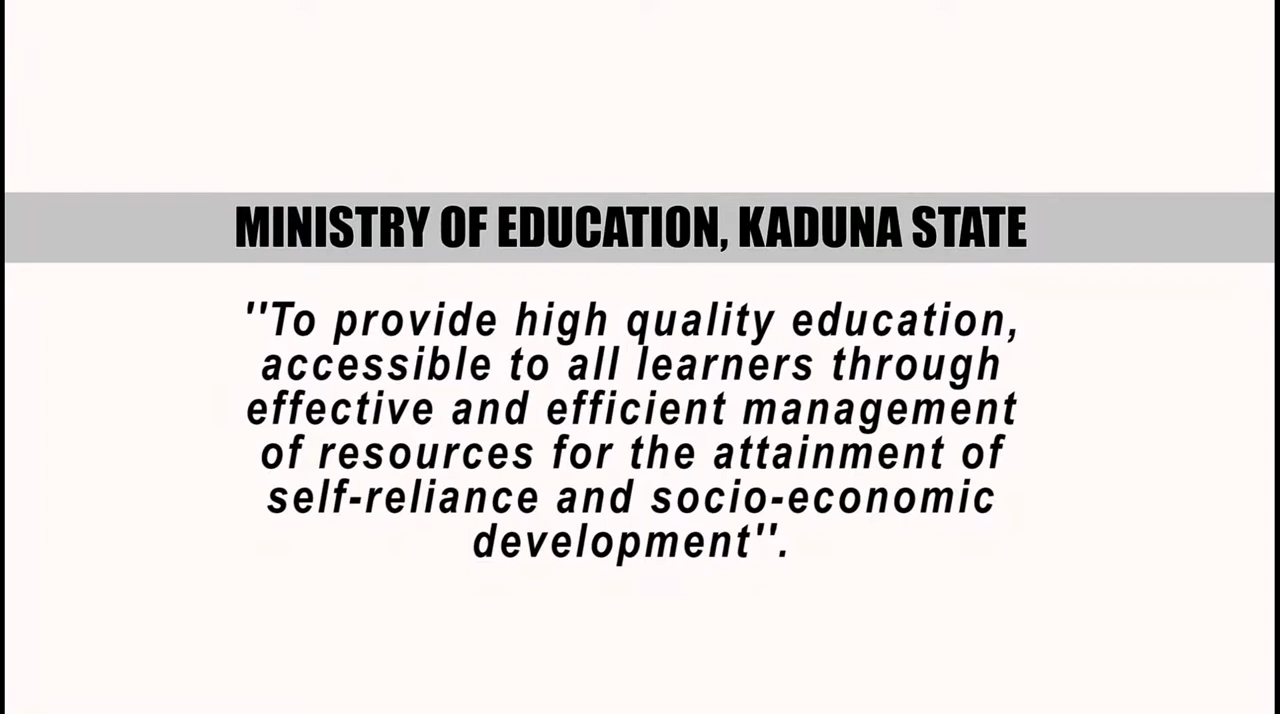 MINISTRY OF EDUCATION, KADUNA STATE
''To provide high quality education,
accessible to all learners through
effective and efficient management
of resources for the attainment of
self-reliance and socio-economic
development''.